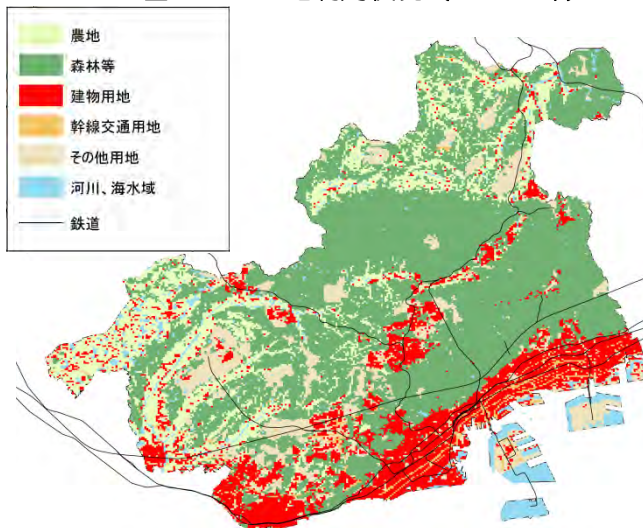 農地
森林等
建物用地
幹線交通用地
その他用地
河川、海水域
鉄道